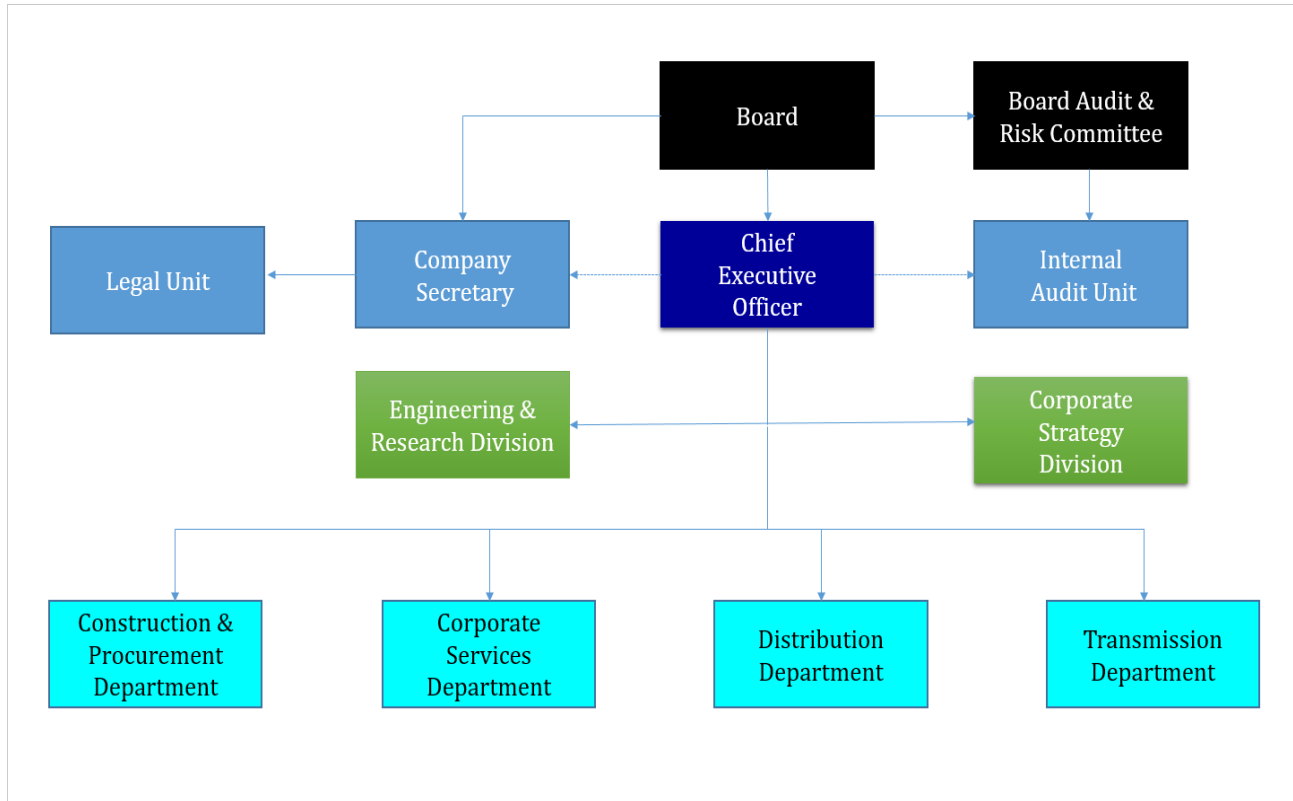 Board
Board Audit &
Risk Committee
Legal Unit
Company
Secretary
Chief
Executive
Officer
Internal
Audit Unit
Engineering &
Research Division
Corporate
Strategy
Division
Construction &
Procurement
Department
Corporate
Services
Department
Distribution
Department
Transmission
Department